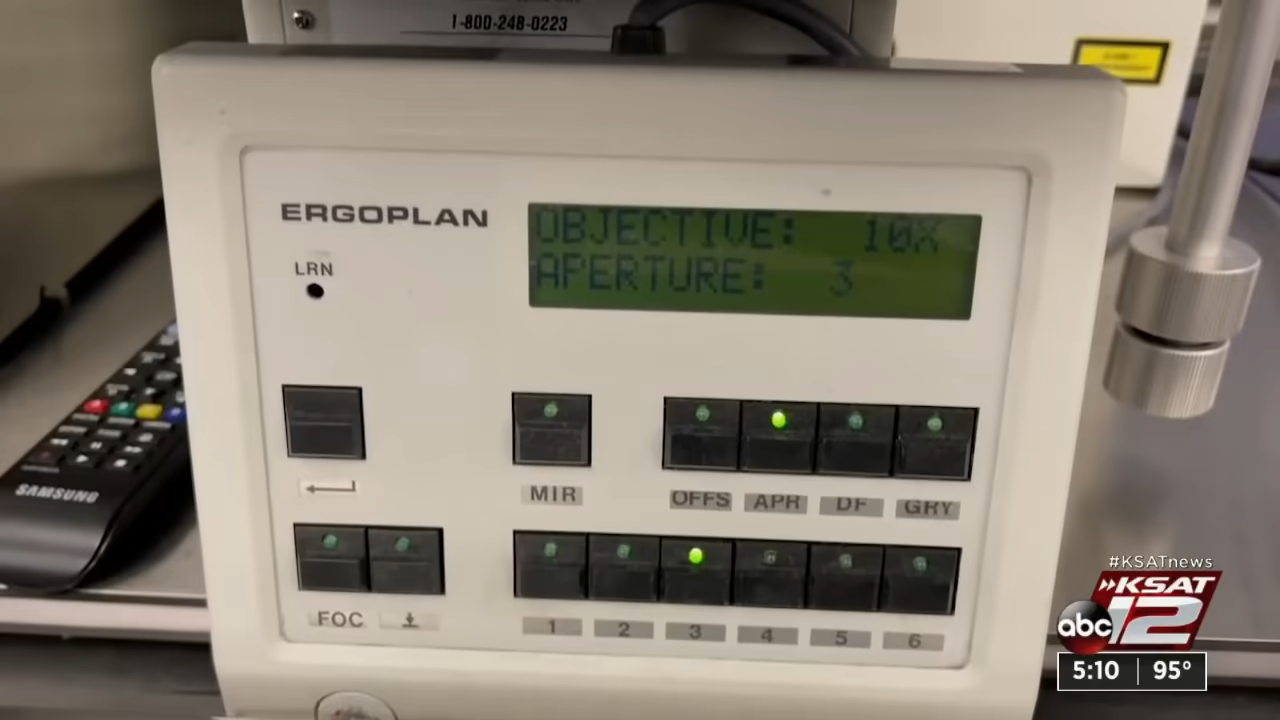 1-800-248-0223
ERGOPLAN
OBJECTIVE: 10X
APERTURE: 3
LRN
MIR
OFFS APR DF GRY
FOC
1 2 3 4 5 6
SAMSUNG
#KSATnews
KSAT
abc 12
5:10 95°